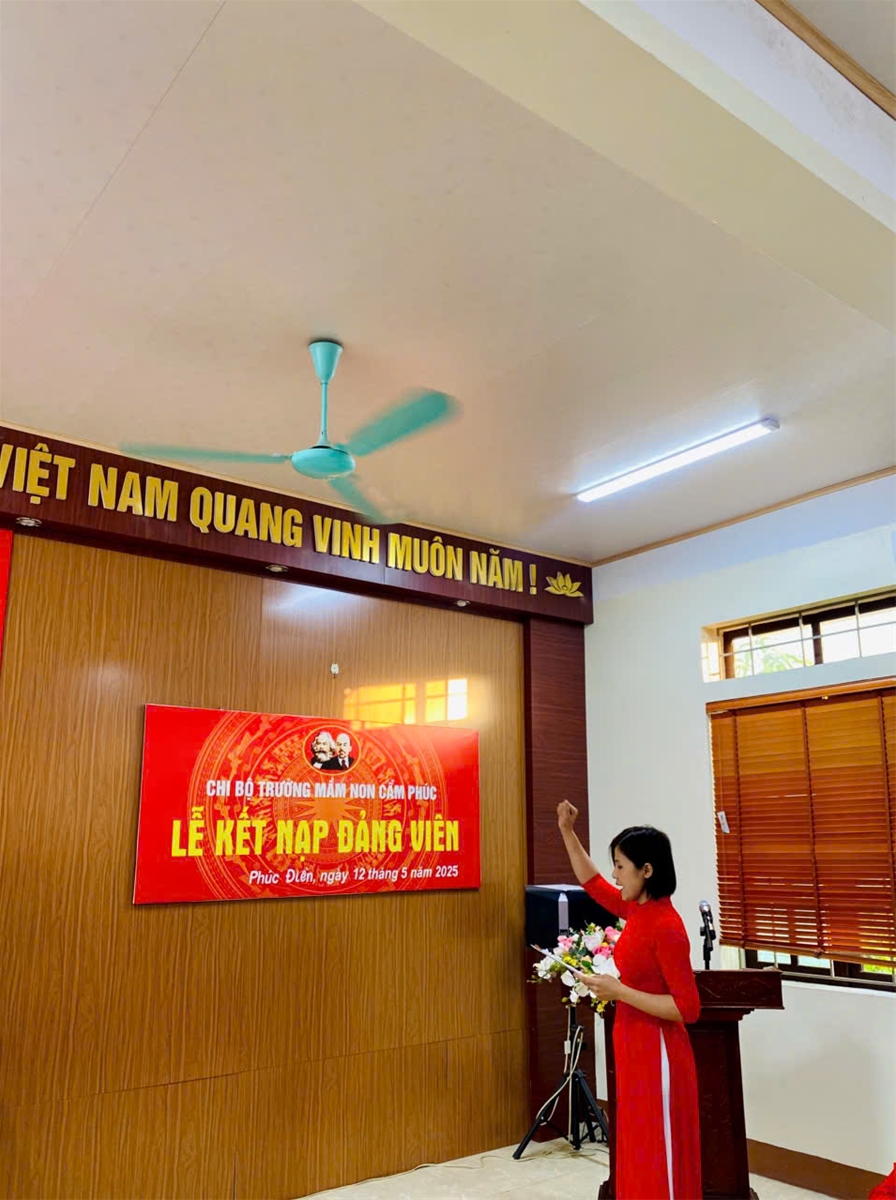 VIỆT NAM QUANG VINH MUÔN NĂM !
CHI BỘ TRƯỜNG MẦM NON CẨM PHÚC
LỄ KẾT NẠP ĐẢNG VIÊN
Phúc Điền, ngày 12 tháng 5 năm 2025